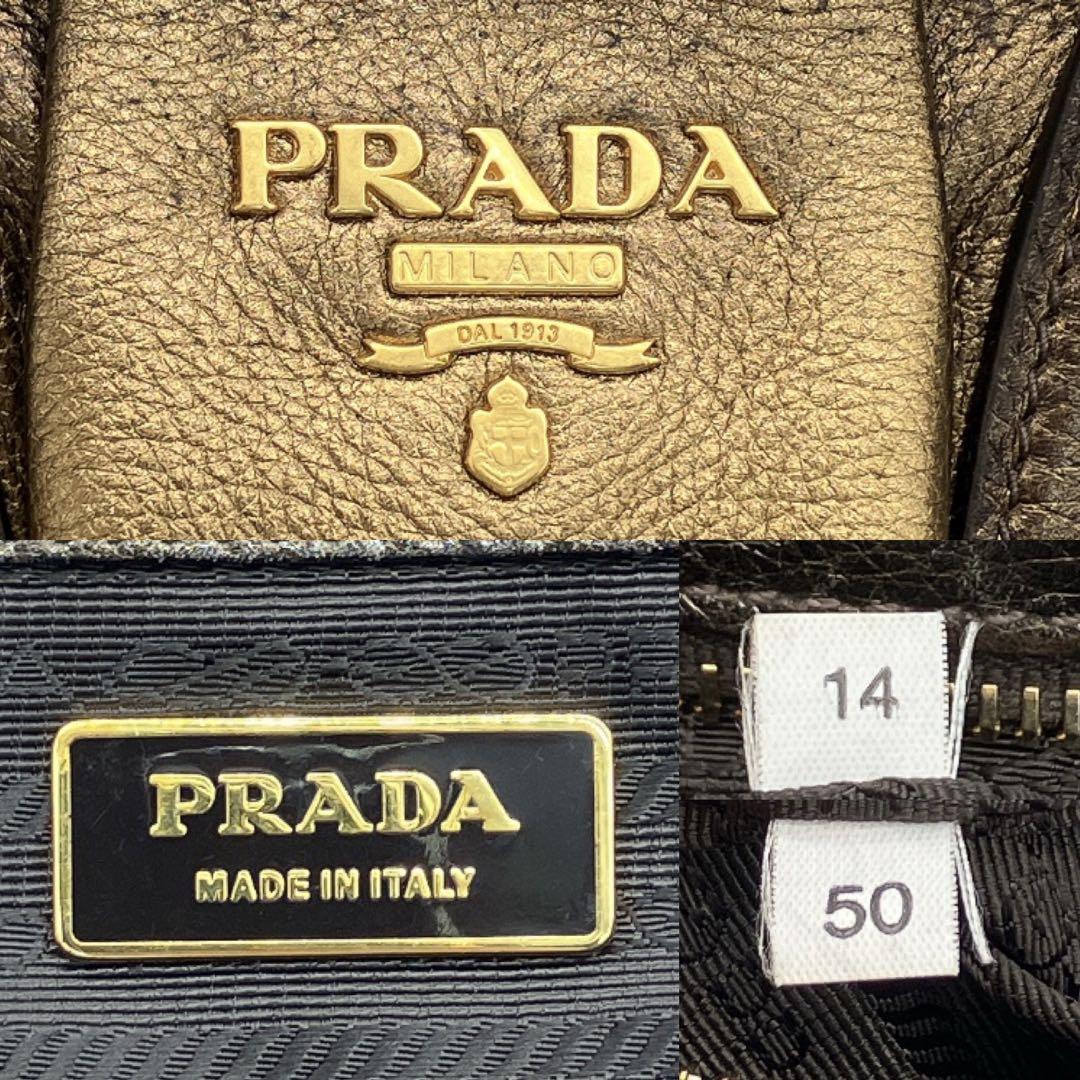 PRADA
MILANO
DAL 1913
PRADA
MADE IN ITALY
14
50